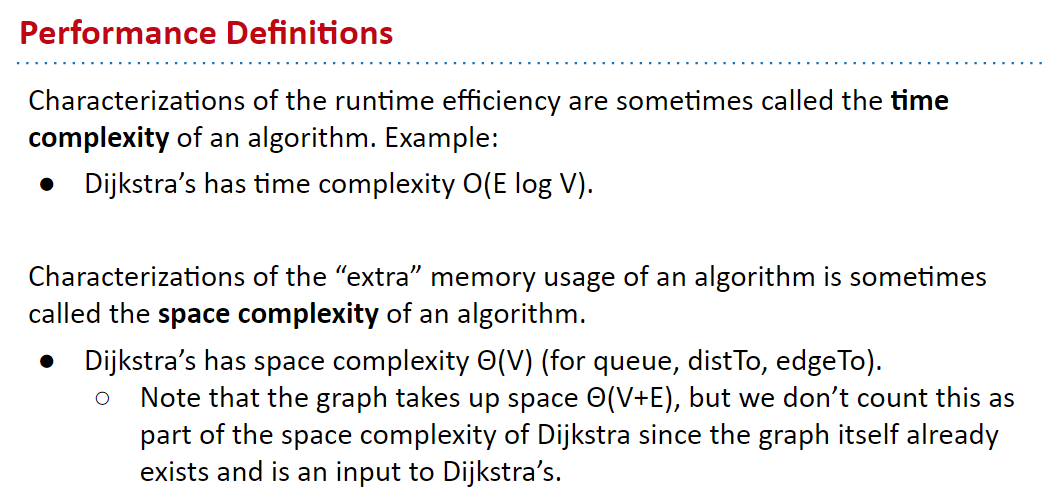 Performance Definitions
Characterizations of the runtime efficiency are sometimes called the time
complexity of an algorithm. Example:
● Dijkstra’s has time complexity O(E log V).
Characterizations of the “extra” memory usage of an algorithm is sometimes
called the space complexity of an algorithm.
● Dijkstra’s has space complexity Θ(V) (for queue, distTo, edgeTo).
○ Note that the graph takes up space Θ(V+E), but we don’t count this as
part of the space complexity of Dijkstra since the graph itself already
exists and is an input to Dijkstra’s.